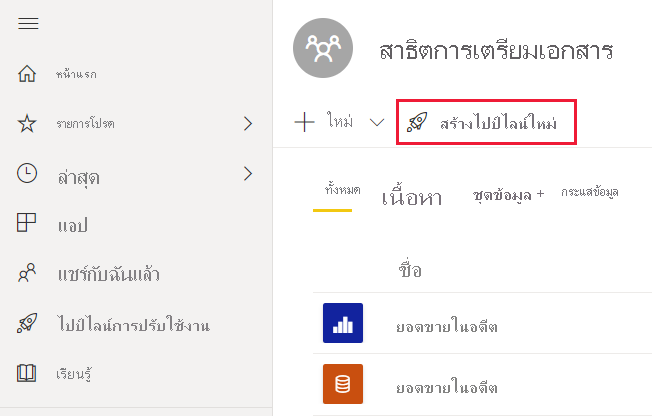 สาธิตการเตรียมเอกสาร
หน้าแรก
รายการโปรด
ล่าสุด
แอป
แชร์กับฉันแล้ว
ไปป์ไลน์การปรับใช้งาน
เรียนรู้
ใหม่
สร้างไปป์ไลน์ใหม่
ทั้งหมด เนื้อหา ชุดข้อมูล + กระแสข้อมูล
ชื่อ
ยอดขายในอดีต
ยอดขายในอดีต